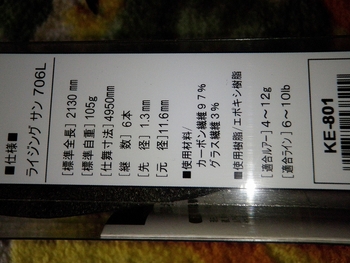 ■仕様■
ライジング サン 706L
[標準全長] 2130 mm
[標準自重] 105g
[仕舞寸法] 4950mm
[継　数] 6本
[先　径] 1.3mm
[元　径] 11.6mm
■使用材料/
カーボン繊維97%
グラス繊維3%
■使用樹脂/エポキシ樹脂
[適合ルアー] 4~12g
[適合ライン] 6~10lb
KE-801